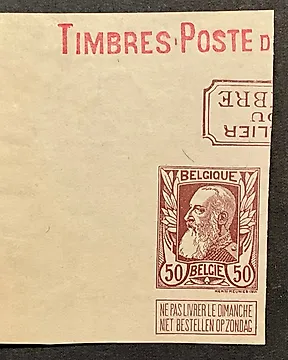 TIMBRES-POSTE D
LIER
DU
BRE
BELGIQUE
50 BELGIE 50
NE PAS LIVRER LE DIMANCHE
NIET BESTELLEN OP ZONDAG